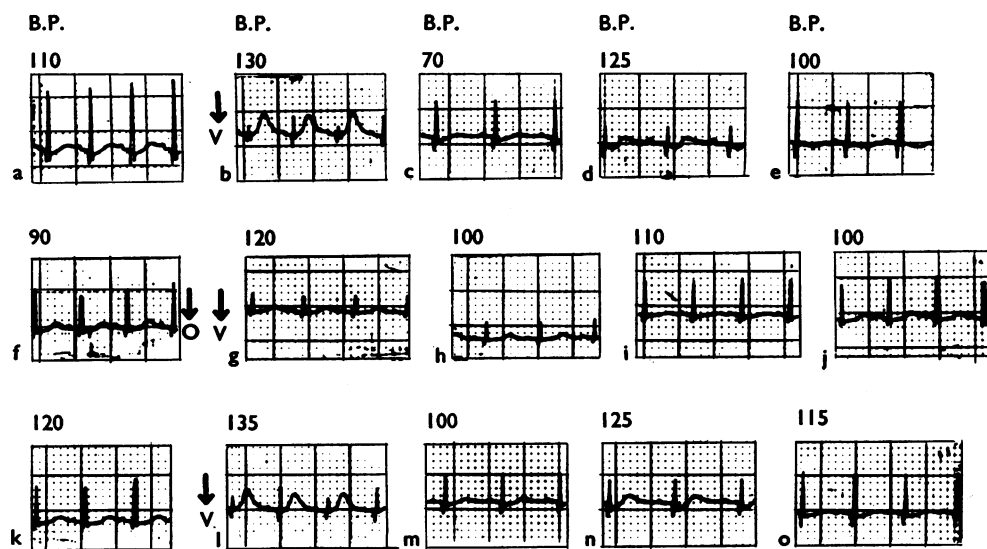 B.P. B.P. B.P. B.P. B.P.
110 130 70 125 100
V
a b c d e
90 120 100 110 100
O V
f g h i j
120 135 100 125 115
V
k l m n o